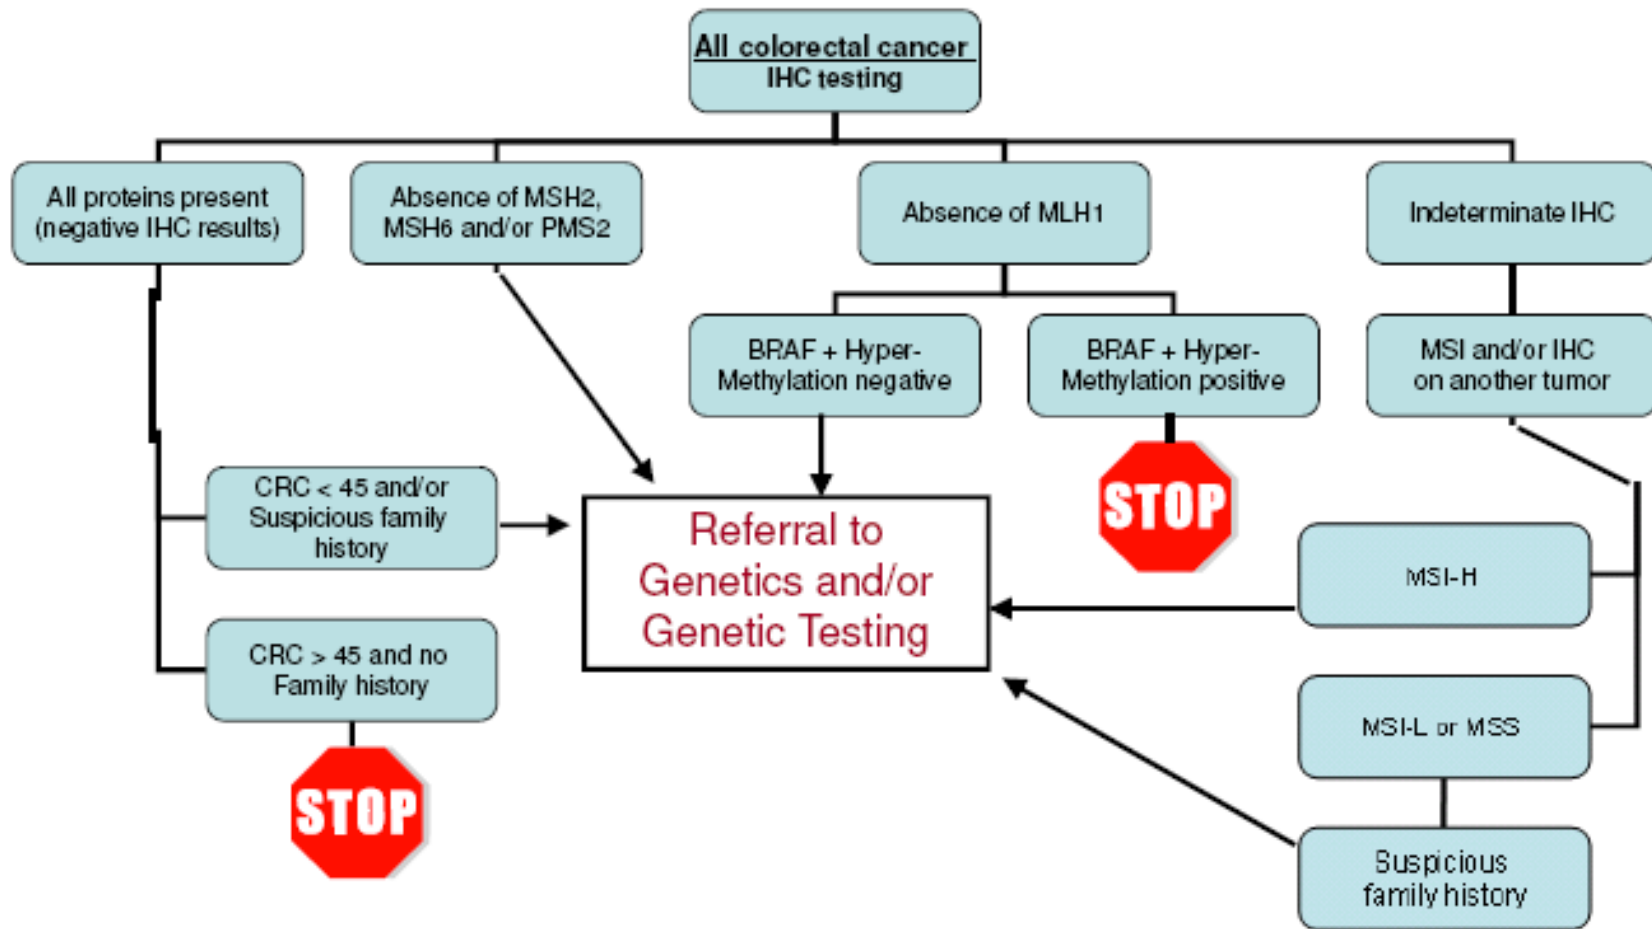 All colorectal cancer
IHC testing
All proteins present
(negative IHC results)
Absence of MSH2,
MSH6 and/or PMS2
Absence of MLH1
Indeterminate IHC
BRAF + Hyper-
Methylation negative
BRAF + Hyper-
Methylation positive
MSI and/or IHC
on another tumor
STOP
CRC < 45 and/or
Suspicious family
history
Referral to
Genetics and/or
Genetic Testing
MSI-H
CRC > 45 and no
Family history
MSI-L or MSS
STOP
Suspicious
family history